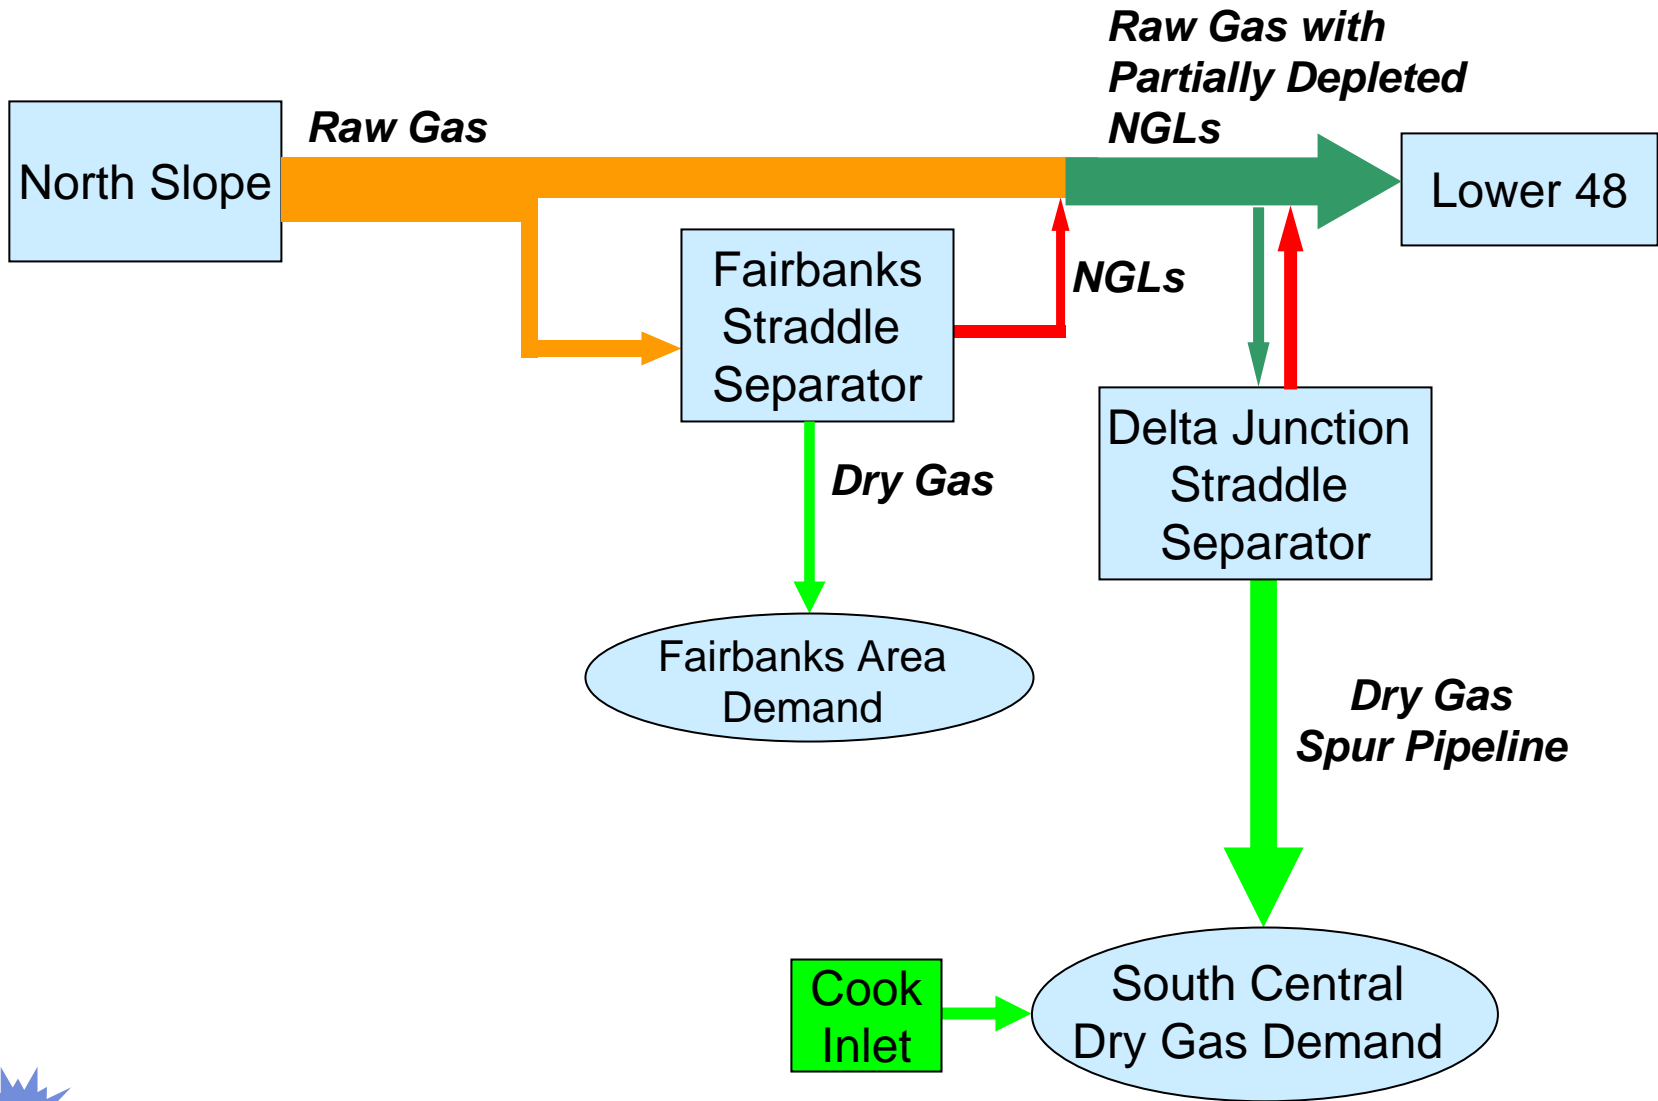 Raw Gas with
Partially Depleted
NGLs
Raw Gas
North Slope
Lower 48
Fairbanks
Straddle
Separator
NGLs
Delta Junction
Straddle
Separator
Dry Gas
Fairbanks Area
Demand
Dry Gas
Spur Pipeline
Cook
Inlet
South Central
Dry Gas Demand